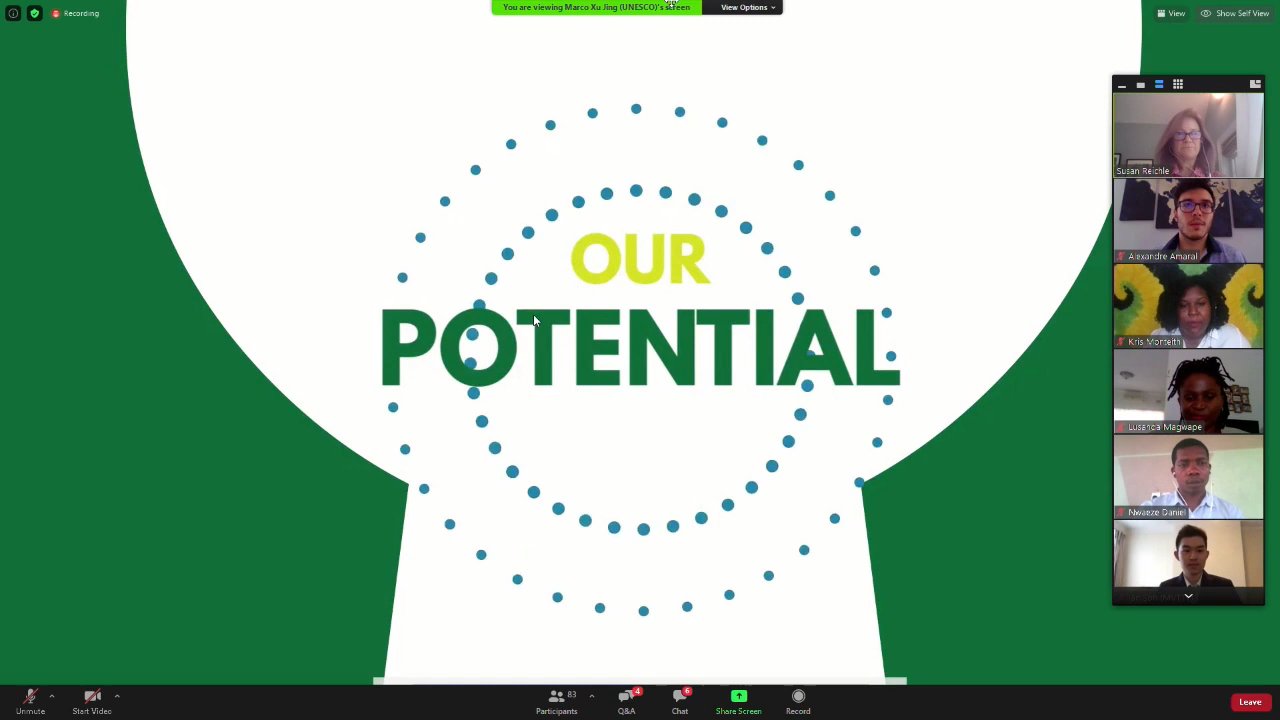 You are viewing Marco Xu Jing (UNESCO)'s screen
View Options
Recording
View
Show Self View
OUR
POTENTIAL
Susan Reichle
Alexandre Amaral
Kris Monteith
Lusanda Magwape
Nwaeze Daniel
Unmute
Start Video
83
Participants
4
Q&A
6
Chat
Share Screen
Record
Leave